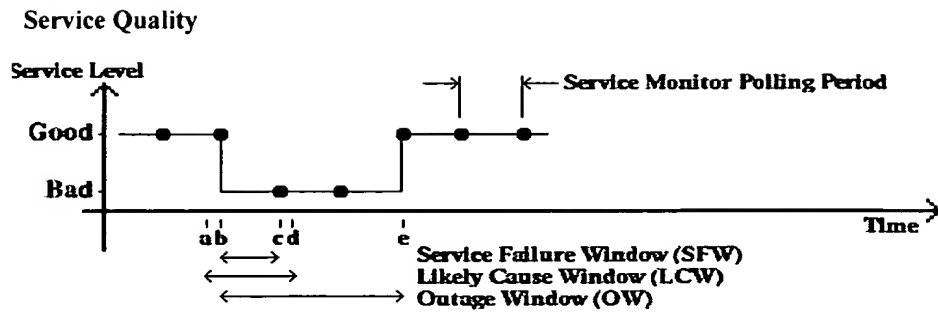 Service Quality
Service Level
Service Monitor Polling Period
Good
Bad
Time
a b c d e
Service Failure Window (SFW)
Likely Cause Window (LCW)
Outage Window (OW)